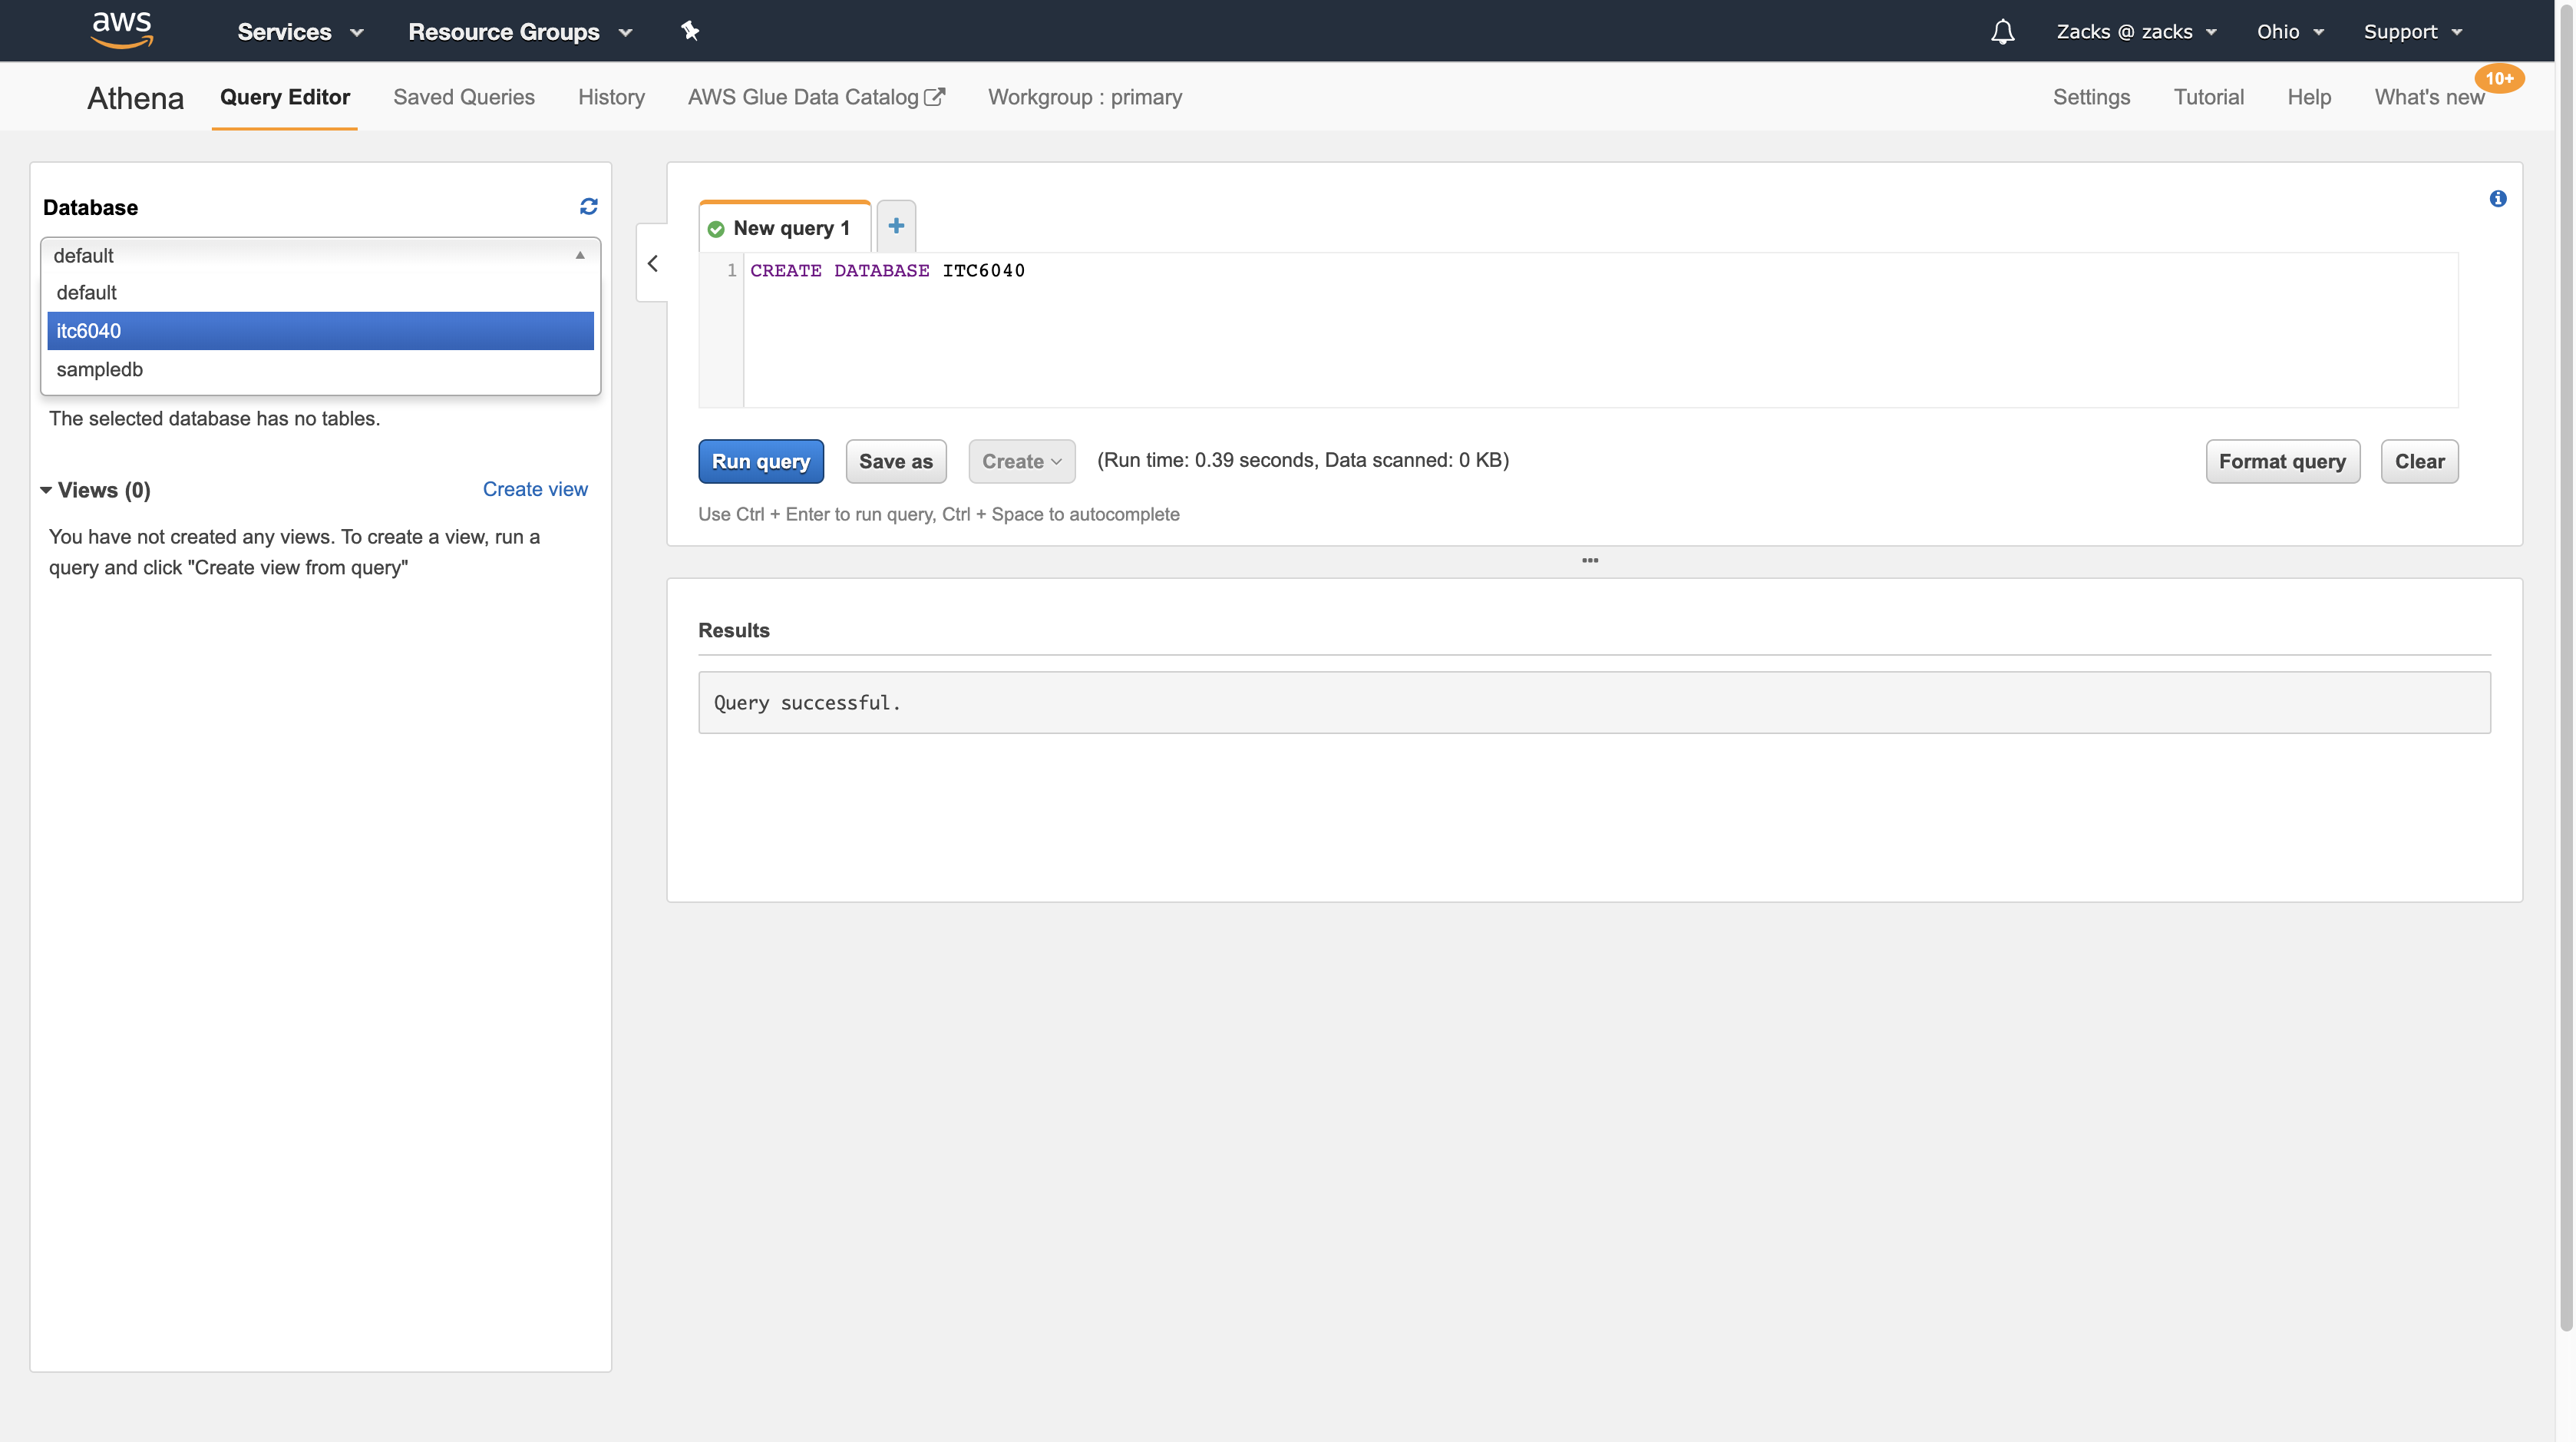 aws Services Resource Groups Zacks @ zacks Ohio Support
Athena Query Editor Saved Queries History AWS Glue Data Catalog Workgroup : primary Settings Tutorial Help What's new 10+
Database
default
default
itc6040
sampledb
The selected database has no tables.
Views (0) Create view
You have not created any views. To create a view, run a
query and click "Create view from query"
New query 1
1 CREATE DATABASE ITC6040
Run query Save as Create (Run time: 0.39 seconds, Data scanned: 0 KB) Format query Clear
Use Ctrl + Enter to run query, Ctrl + Space to autocomplete
Results
Query successful.